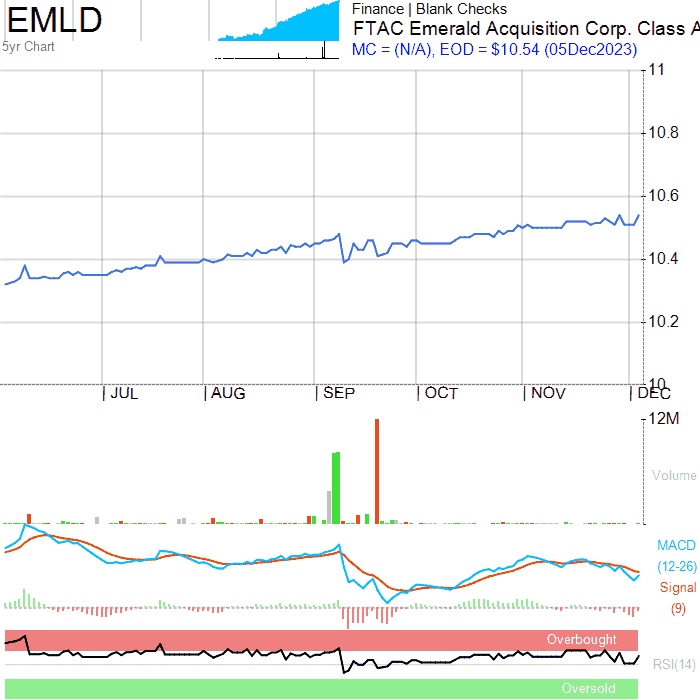 EMLD
5yr Chart
Finance | Blank Checks
FTAC Emerald Acquisition Corp. Class A
MC = (N/A), EOD = $10.54 (05Dec2023)
11
10.8
10.6
10.4
10.2
10
| JUL | AUG | SEP | OCT | NOV | DEC
12M
Volume
MACD
(12-26)
Signal
(9)
Overbought
RSI(14)
Oversold